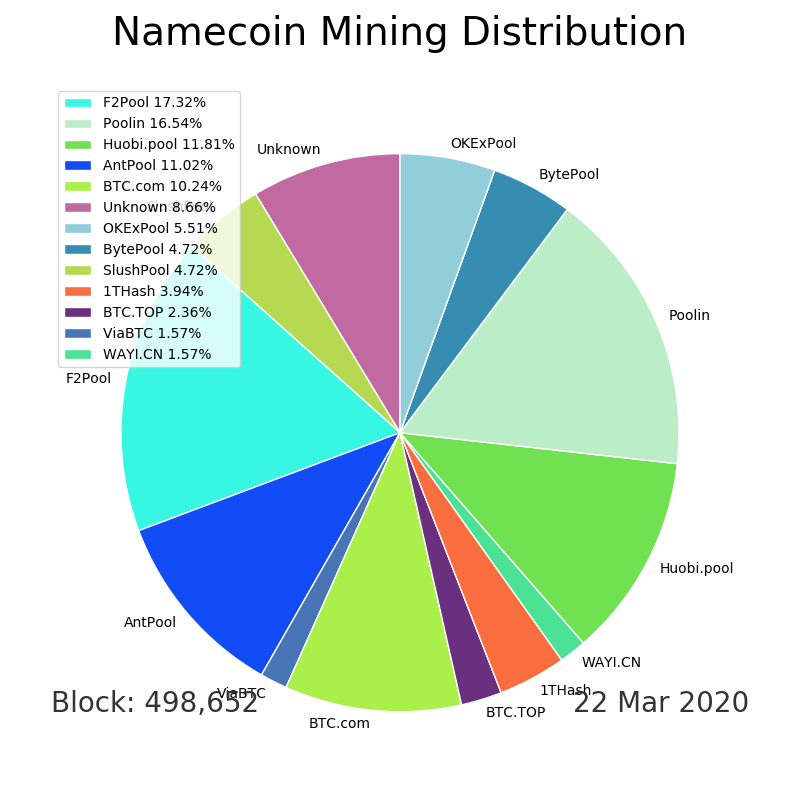 Namecoin Mining Distribution
F2Pool 17.32%
Poolin 16.54%
Huobi.pool 11.81%
AntPool 11.02%
BTC.com 10.24%
Unknown 8.66%
OKExPool 5.51%
BytePool 4.72%
SlushPool 4.72%
1THash 3.94%
BTC.TOP 2.36%
ViaBTC 1.57%
WAYI.CN 1.57%
OKExPool
Unknown
BytePool
SlushPool
Poolin
F2Pool
Huobi.pool
AntPool
WAYI.CN
1THash
ViaBTC
BTC.TOP
BTC.com
Block: 498,652
22 Mar 2020